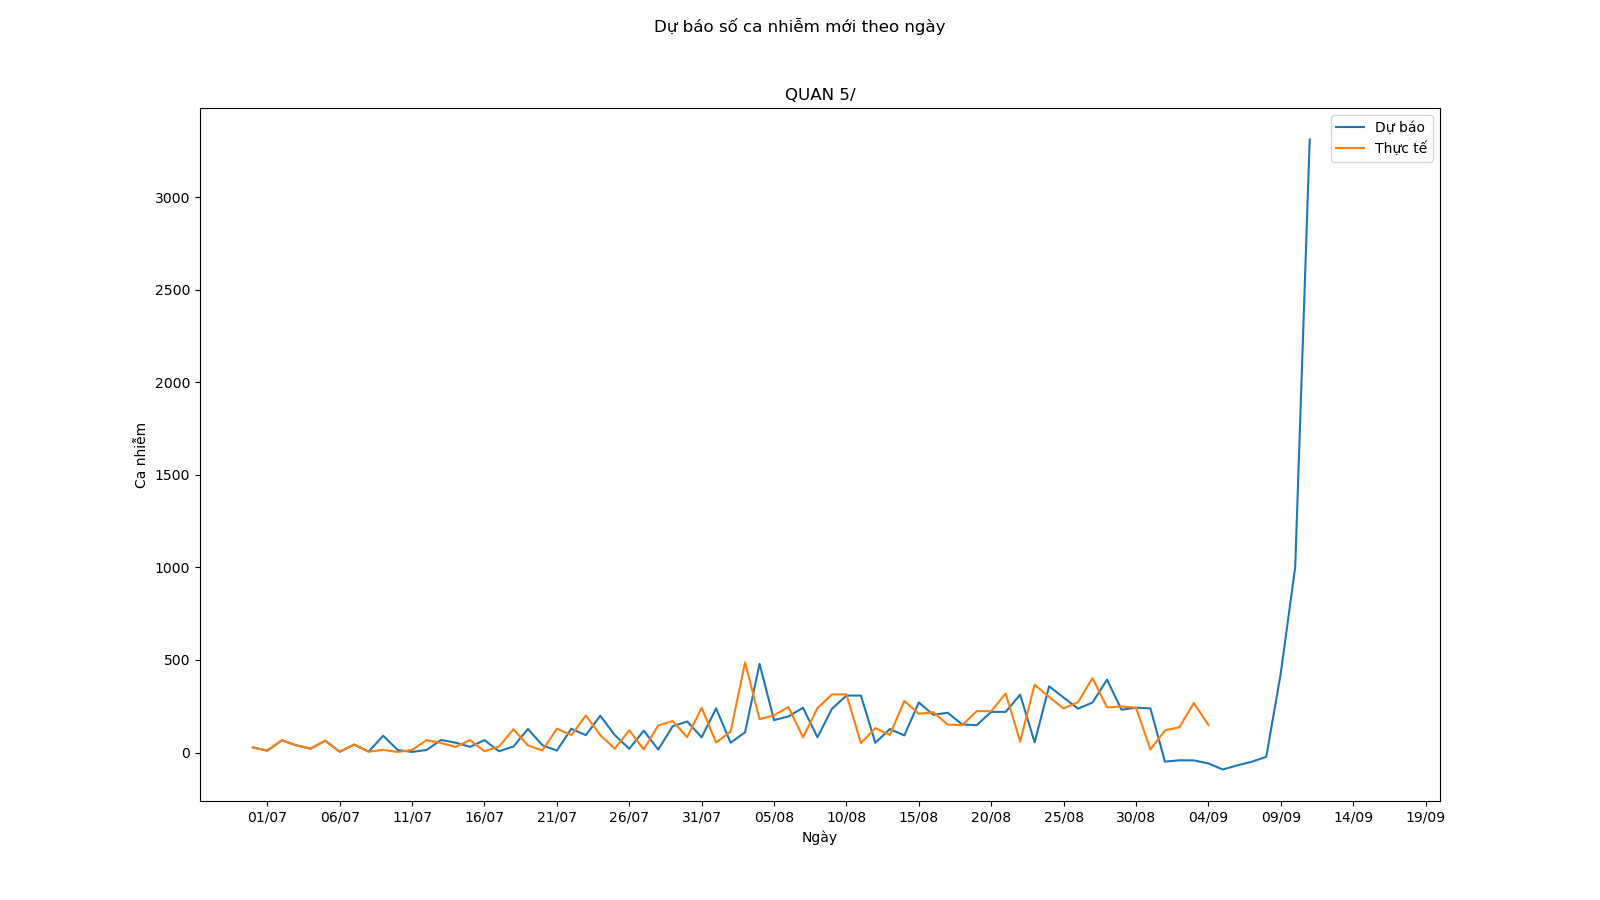 Dự báo số ca nhiễm mới theo ngày
QUAN 5/
Dự báo
Thực tế
3000
2500
2000
1500
1000
500
0
Ca nhiễm
01/07 06/07 11/07 16/07 21/07 26/07 31/07 05/08 10/08 15/08 20/08 25/08 30/08 04/09 09/09 14/09 19/09
Ngày